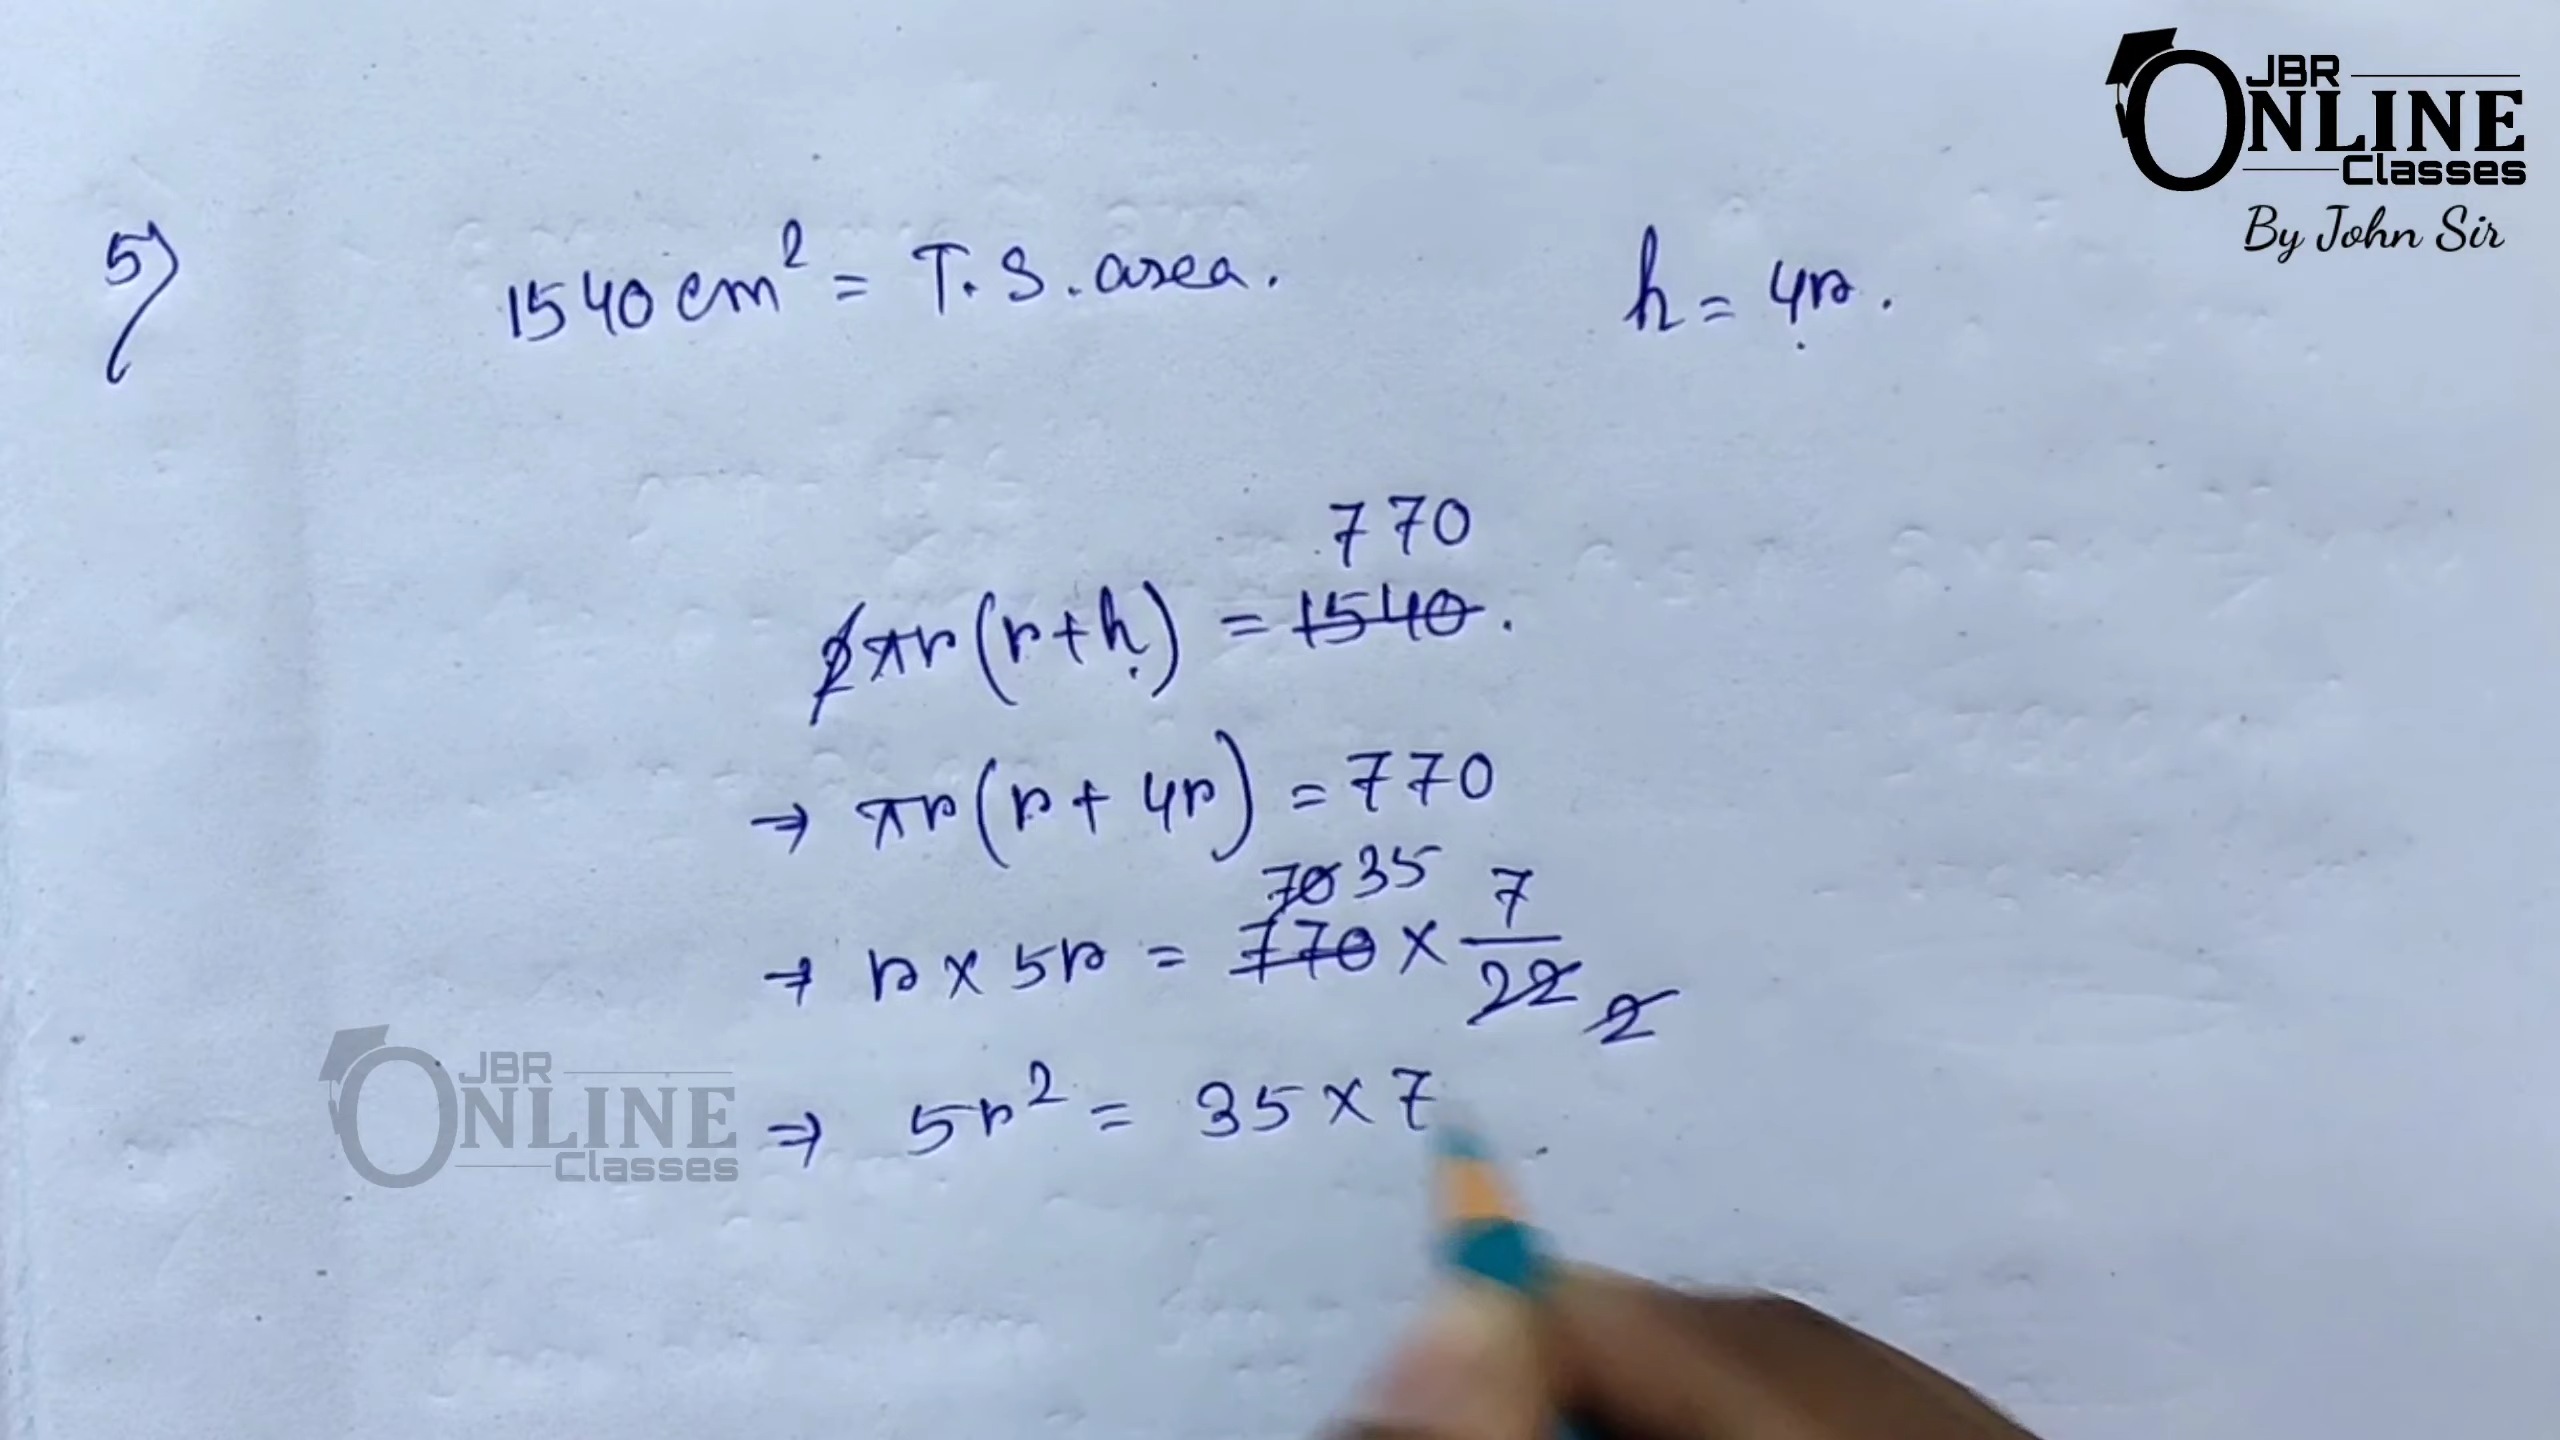 JBR
ONLINE
Classes
By John Sir
5) 1540 cm² = T.S. area. h = 4r.
770
2πr(r+h) = 1540.
→ πr(r + 4r) = 770
70 35
→ r × 5r = 770 × 7/22 2
⇒ 5r² = 35 × 7
JBR
ONLINE
Classes